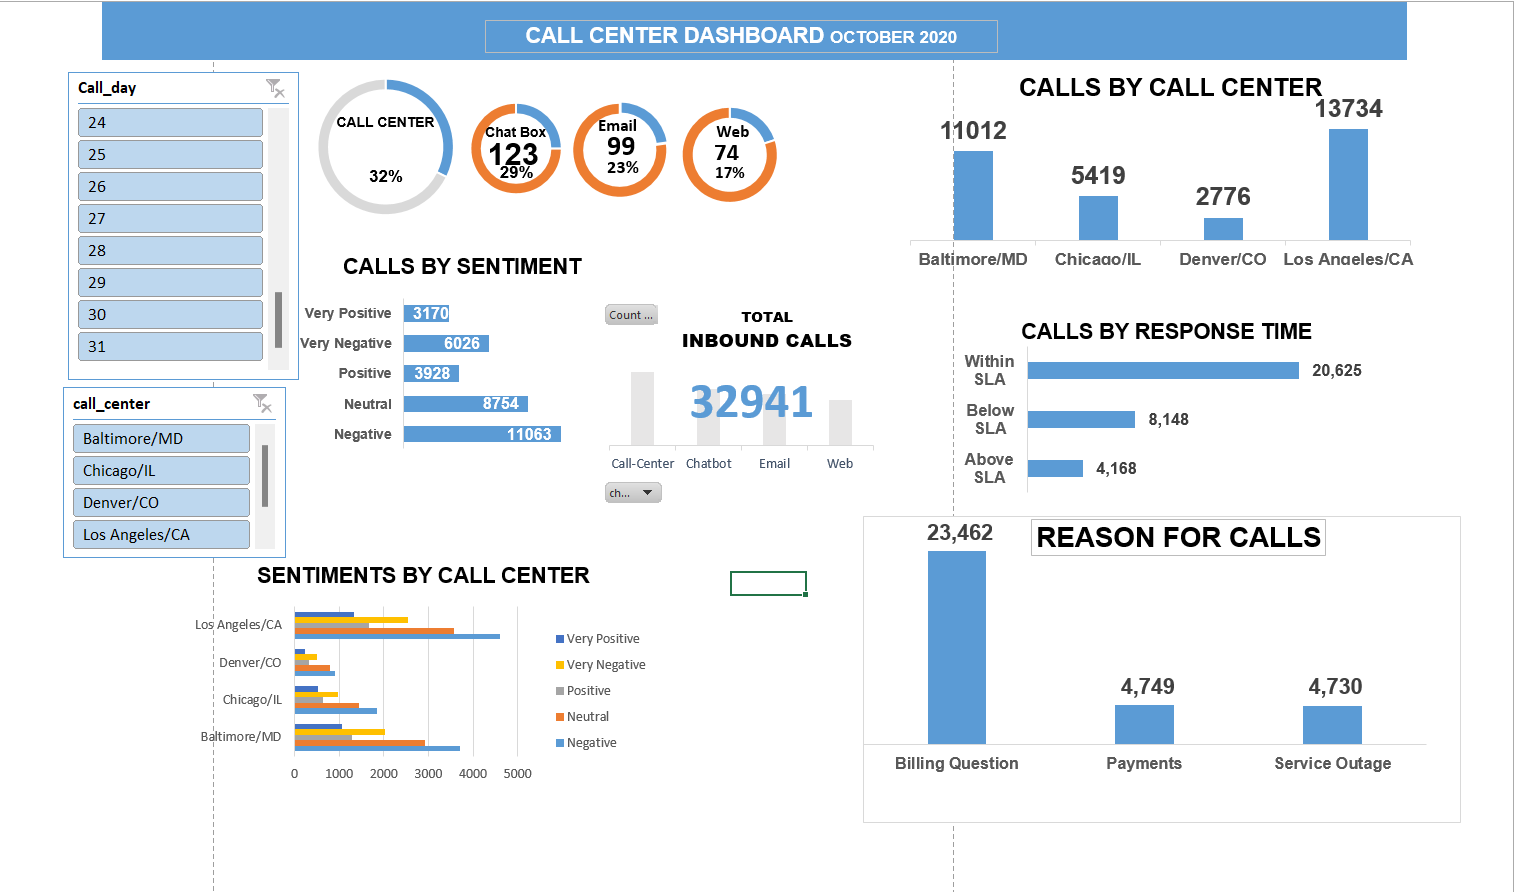 CALL CENTER DASHBOARD OCTOBER 2020
Call_day
24
25
26
27
28
29
30
31
call_center
Baltimore/MD
Chicago/IL
Denver/CO
Los Angeles/CA
CALL CENTER
32%
Chat Box
123
29%
Email
99
23%
Web
74
17%
CALLS BY CALL CENTER
11012
5419
2776
13734
Baltimore/MD
Chicago/IL
Denver/CO
Los Angeles/CA
CALLS BY SENTIMENT
Very Positive 3170
Very Negative 6026
Positive 3928
Neutral 8754
Negative 11063
Count ...
TOTAL
INBOUND CALLS
32941
Call-Center
Chatbot
Email
Web
ch...
CALLS BY RESPONSE TIME
Within
SLA
20,625
Below
SLA
8,148
Above
SLA
4,168
SENTIMENTS BY CALL CENTER
Los Angeles/CA
Denver/CO
Chicago/IL
Baltimore/MD
0 1000 2000 3000 4000 5000
Very Positive
Very Negative
Positive
Neutral
Negative
REASON FOR CALLS
23,462
4,749
4,730
Billing Question
Payments
Service Outage